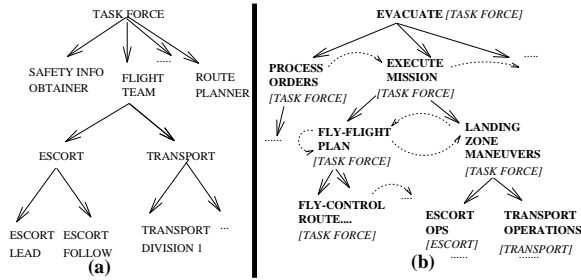 TASK FORCE
SAFETY INFO
OBTAINER
FLIGHT
TEAM
.....
ROUTE
PLANNER
ESCORT
TRANSPORT
ESCORT
LEAD
ESCORT
FOLLOW
TRANSPORT
DIVISION 1
...
(a)
EVACUATE [TASK FORCE]
PROCESS
ORDERS
[TASK FORCE]
EXECUTE
MISSION
[TASK FORCE]
.....
......
FLY-FLIGHT
PLAN
[TASK FORCE]
LANDING
ZONE
MANEUVERS
[TASK FORCE]
FLY-CONTROL
ROUTE....
[TASK FORCE]
....
ESCORT
OPS
[ESCORT]
......
TRANSPORT
OPERATIONS
[TRANSPORT]
.......
(b)